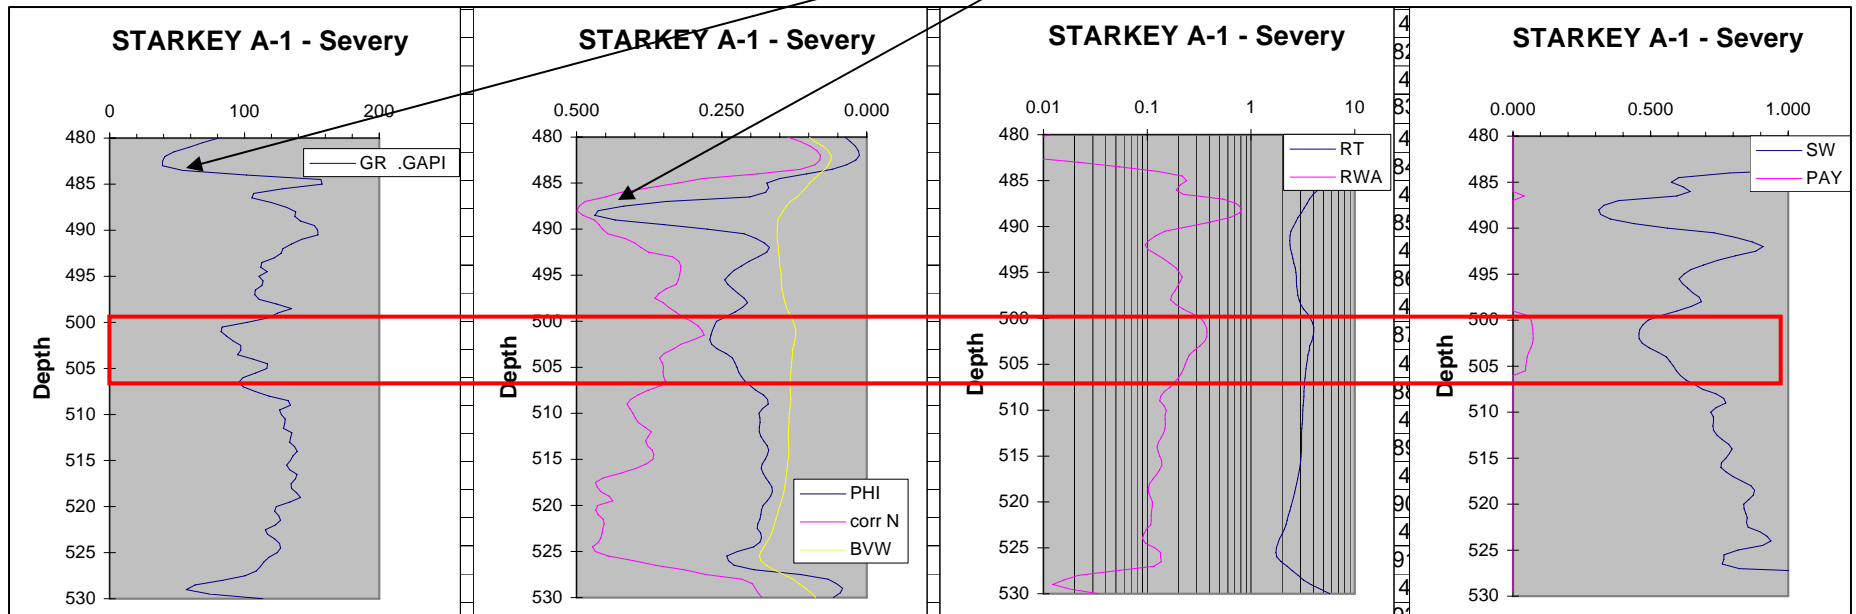 STARKEY A-1 - Severy
0 100 200
480
485
490
495
500
505
510
515
520
525
530
Depth
GR .GAPI
STARKEY A-1 - Severy
0.500 0.250 0.000
480
485
490
495
500
505
510
515
520
525
530
Depth
PHI
corr N
BVW
STARKEY A-1 - Severy
0.01 0.1 1 10
480
485
490
495
500
505
510
515
520
525
530
Depth
RT
RWA
STARKEY A-1 - Severy
0.000 0.500 1.000
480
485
490
495
500
505
510
515
520
525
530
Depth
SW
PAY